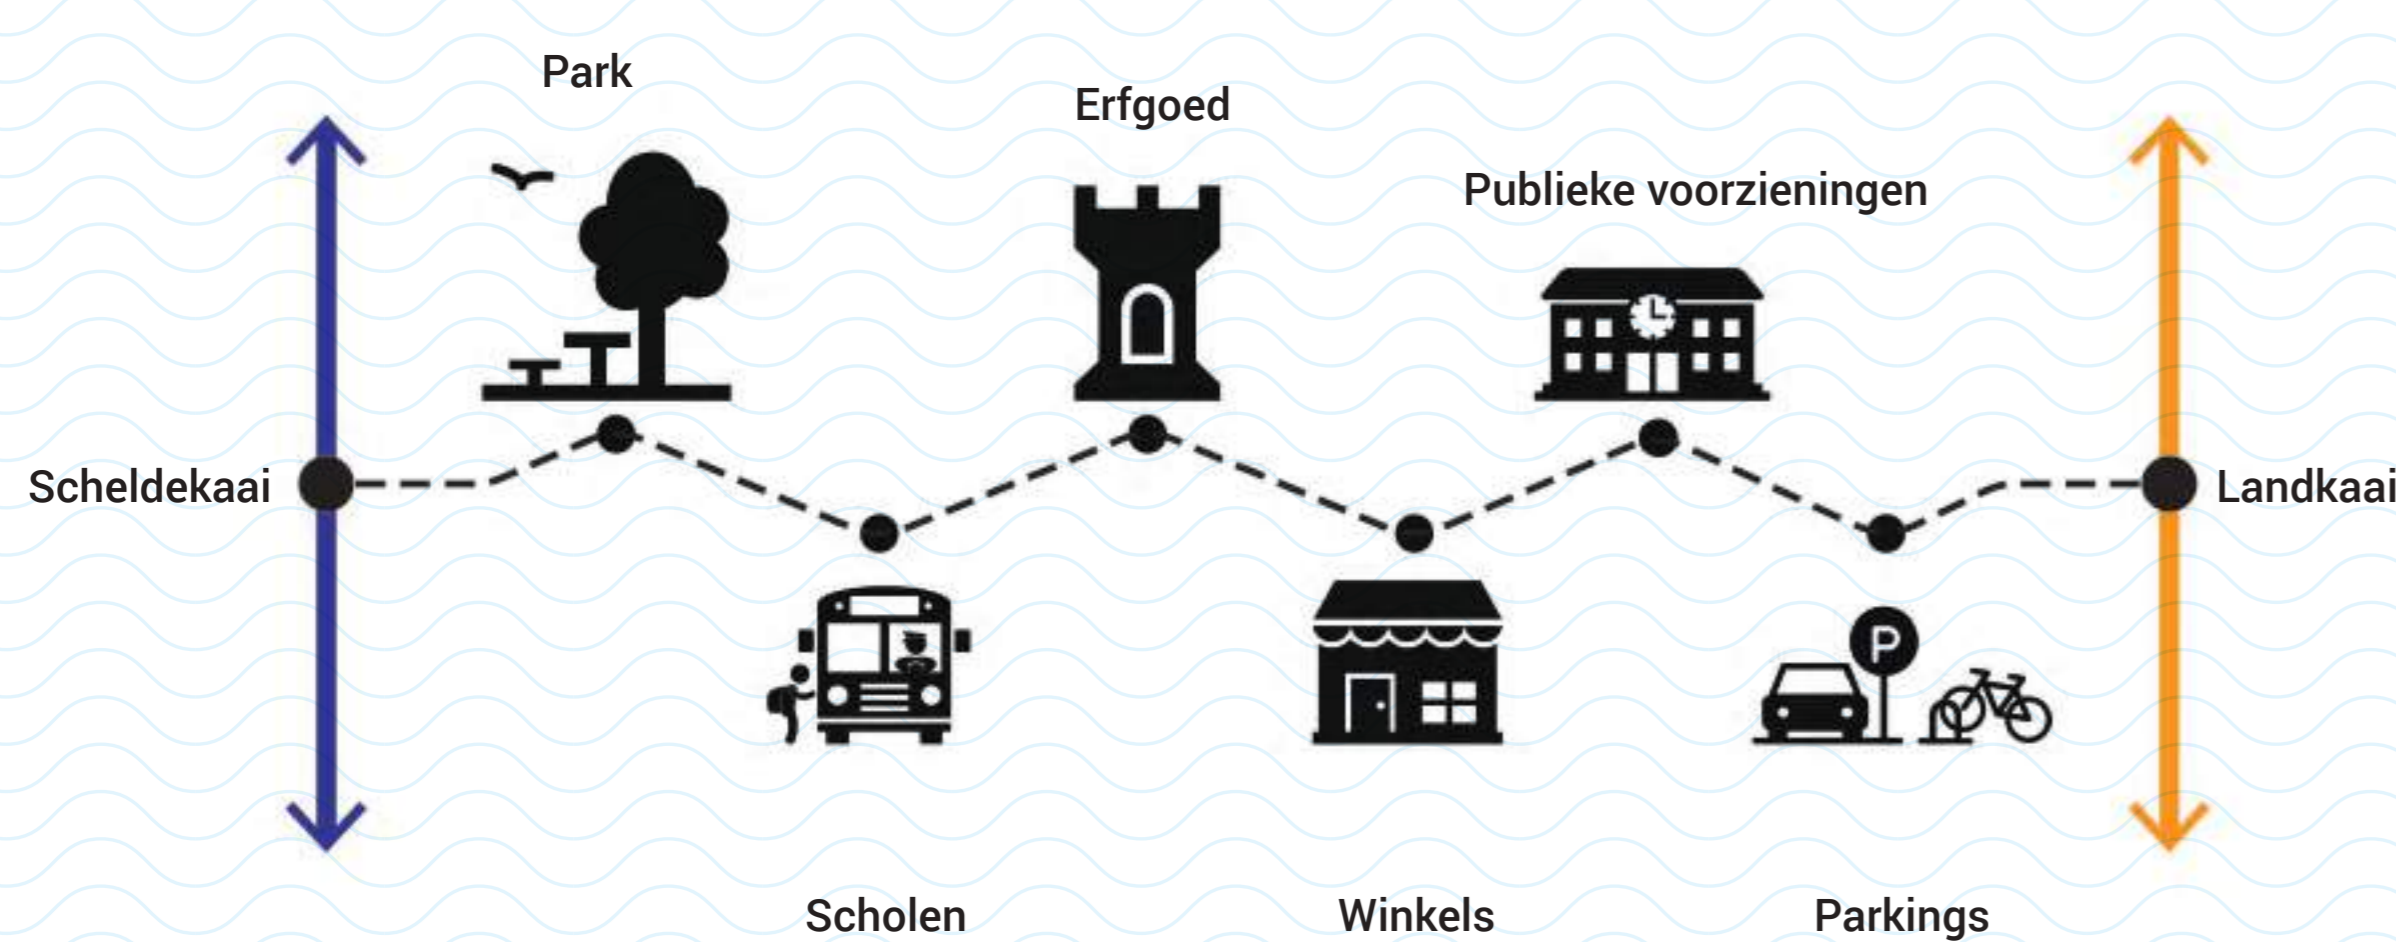 Park
Erfgoed
Publieke voorzieningen
Scheldekaai
Landkaai
P
Scholen
Winkels
Parkings